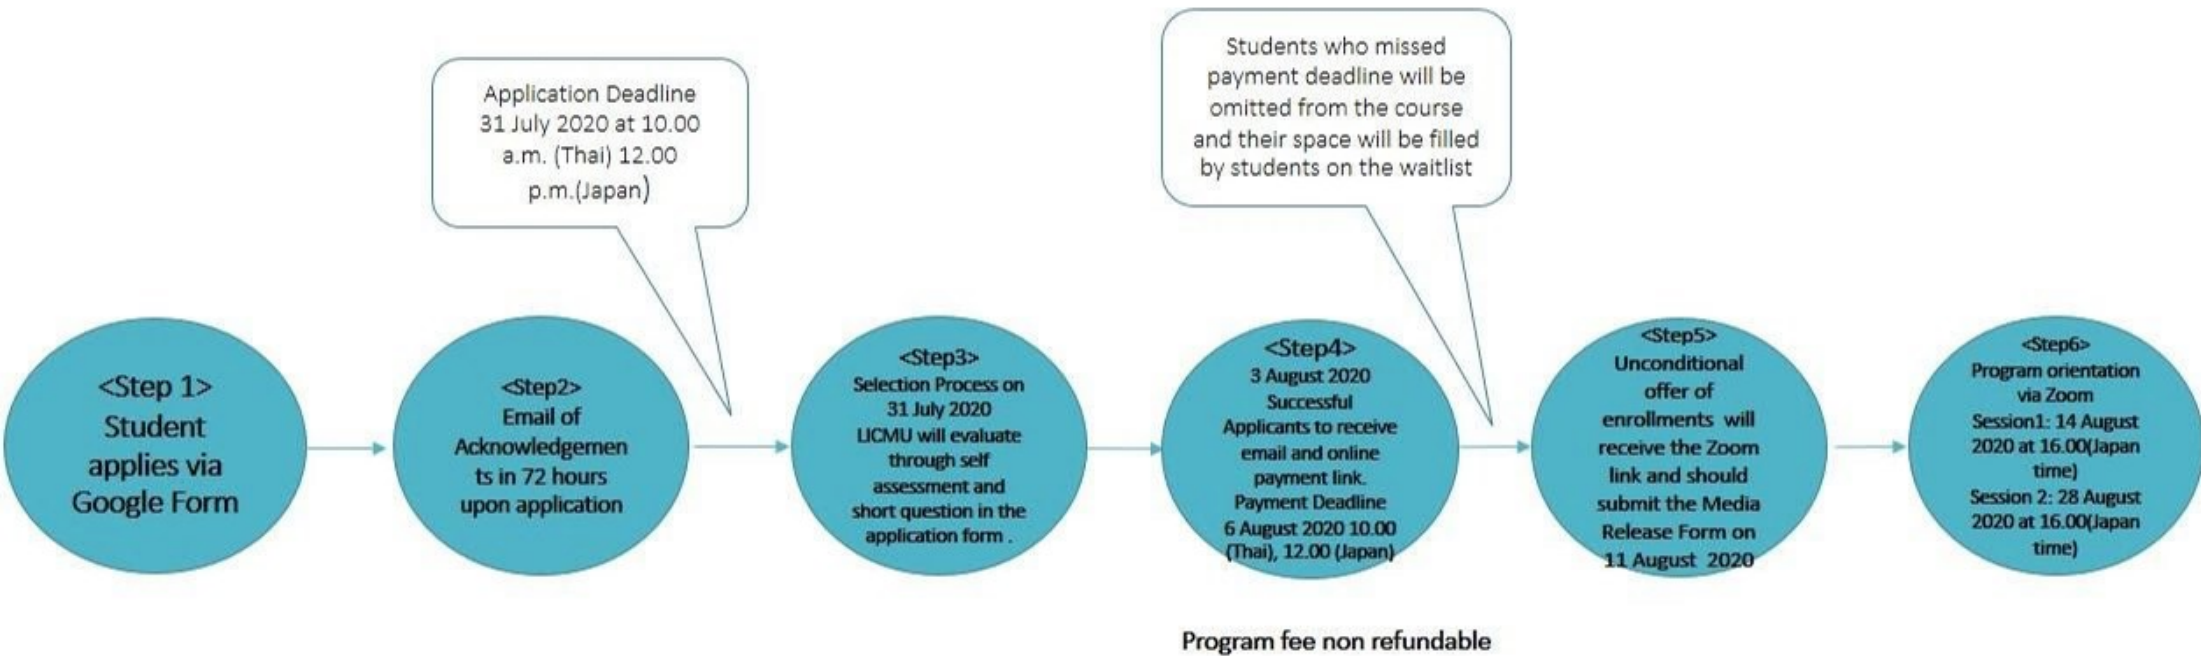 Application Deadline
31 July 2020 at 10.00
a.m. (Thai) 12.00
p.m.(Japan)
Students who missed
payment deadline will be
omitted from the course
and their space will be filled
by students on the waitlist
<Step 1>
Student
applies via
Google Form
<Step2>
Email of
Acknowledgemen
ts in 72 hours
upon application
<Step3>
Selection Process on
31 July 2020
LICMU will evaluate
through self
assessment and
short question in the
application form .
<Step4>
3 August 2020
Successful
Applicants to receive
email and online
payment link.
Payment Deadline
6 August 2020 10.00
(Thai), 12.00 (Japan)
<Step5>
Unconditional
offer of
enrollments will
receive the Zoom
link and should
submit the Media
Release Form on
11 August 2020
<Step6>
Program orientation
via Zoom
Session1: 14 August
2020 at 16.00(Japan
time)
Session 2: 28 August
2020 at 16.00(Japan
time)
Program fee non refundable